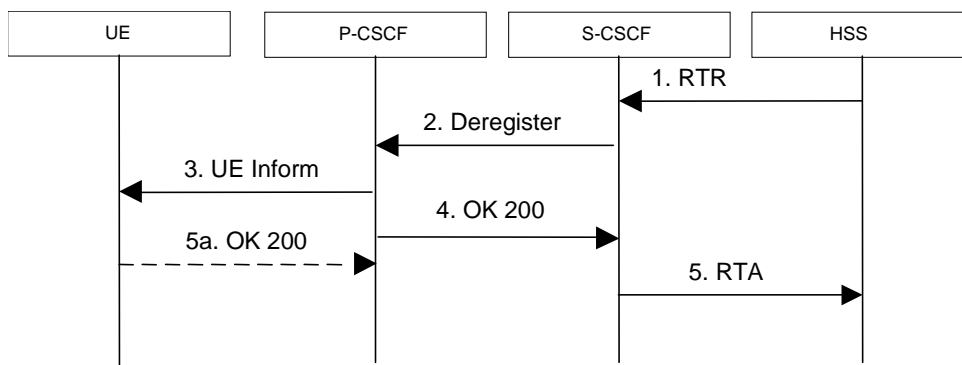 UE
P-CSCF
S-CSCF
HSS
1. RTR
2. Deregister
3. UE Inform
4. OK 200
5a. OK 200
5. RTA